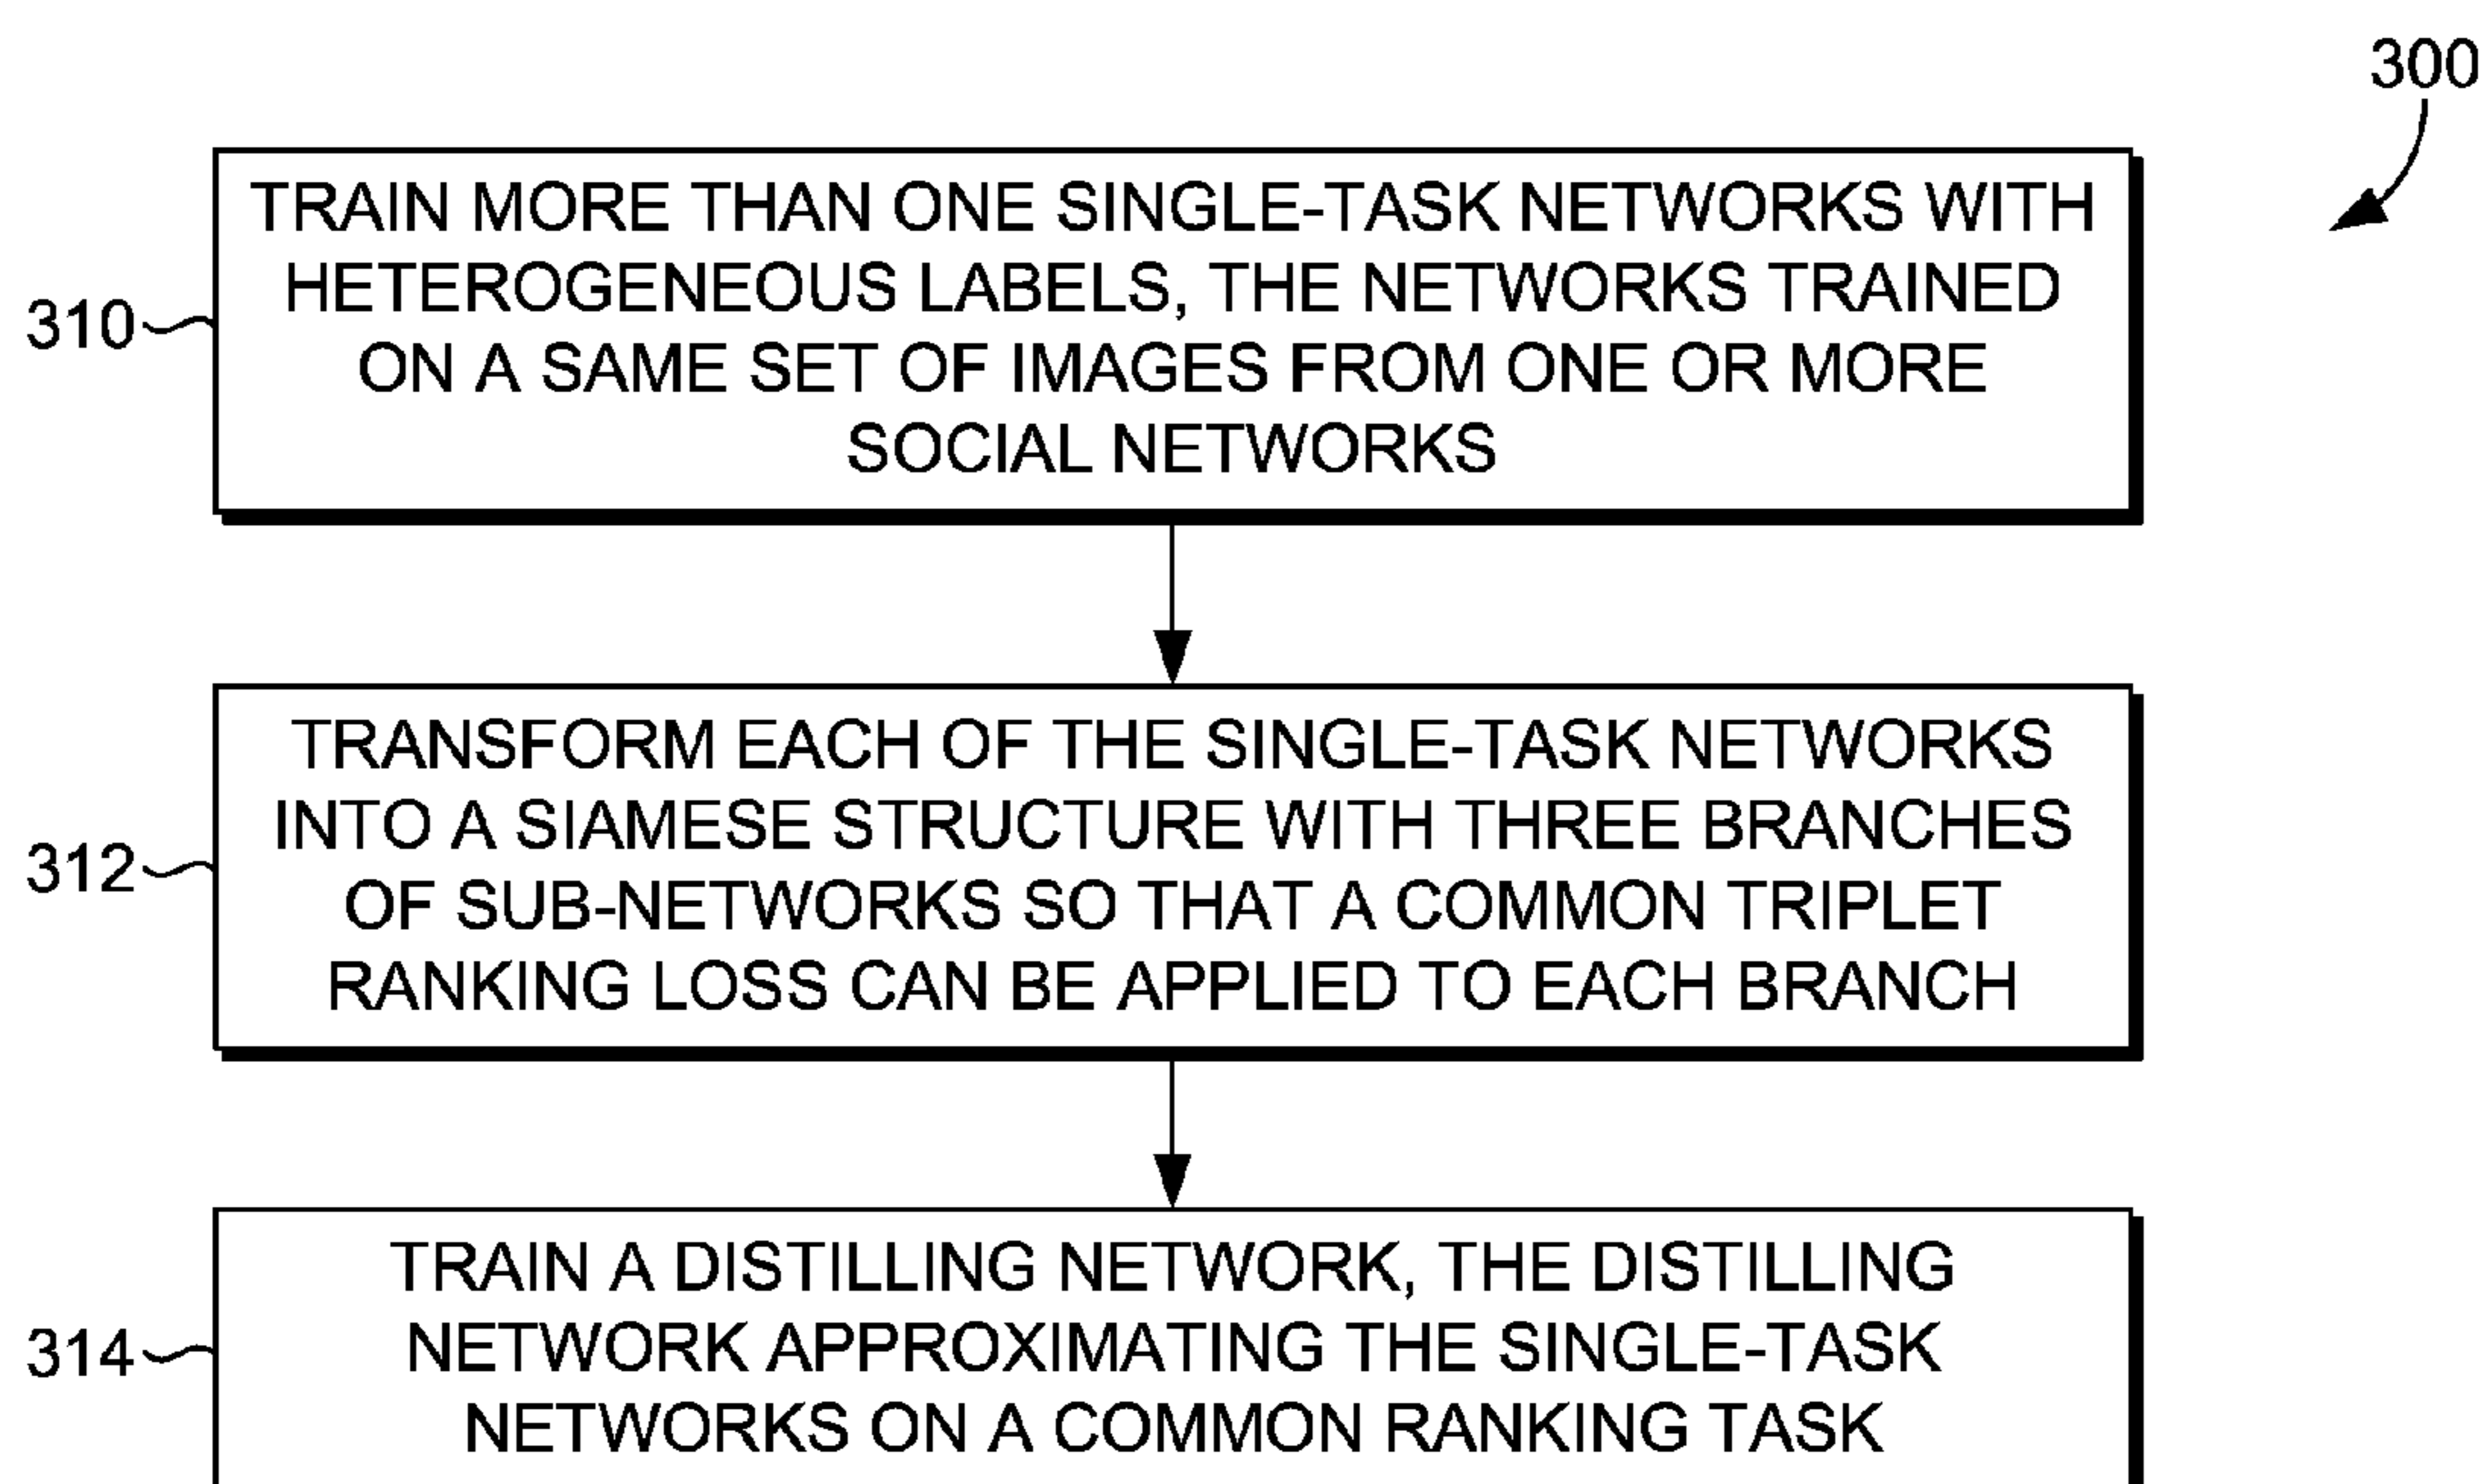 300
TRAIN MORE THAN ONE SINGLE-TASK NETWORKS WITH
HETEROGENEOUS LABELS, THE NETWORKS TRAINED
ON A SAME SET OF IMAGES FROM ONE OR MORE
SOCIAL NETWORKS
310
TRANSFORM EACH OF THE SINGLE-TASK NETWORKS
INTO A SIAMESE STRUCTURE WITH THREE BRANCHES
OF SUB-NETWORKS SO THAT A COMMON TRIPLET
RANKING LOSS CAN BE APPLIED TO EACH BRANCH
312
TRAIN A DISTILLING NETWORK, THE DISTILLING
NETWORK APPROXIMATING THE SINGLE-TASK
NETWORKS ON A COMMON RANKING TASK
314